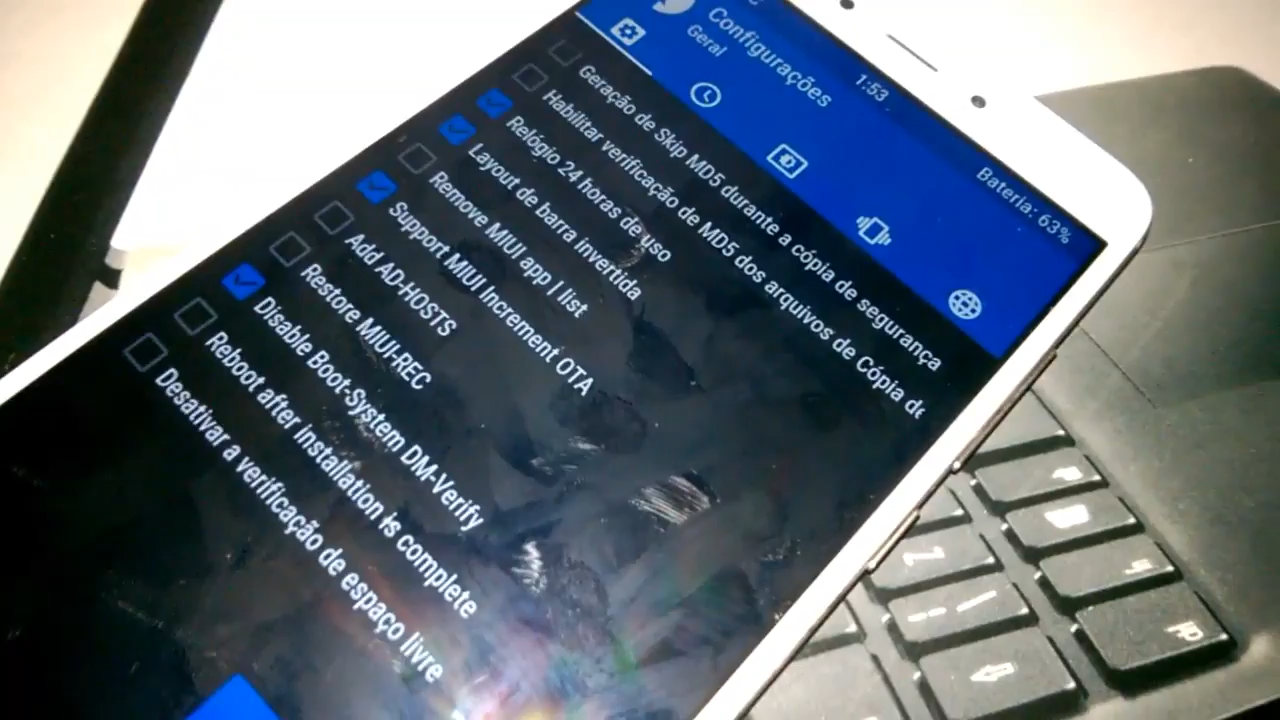 1:53
Bateria: 63%
Configurações
Geral
Geração de Skip MD5 durante a cópia de segurança
Habilitar verificação de MD5 dos arquivos de Cópia de
Relógio 24 horas de uso
Layout de barra invertida
Remove MIUI app | list
Support MIUI Increment OTA
Add AD-HOSTS
Restore MIUI-REC
Disable Boot-System DM-Verify
Reboot after installation is complete
Desativar a verificação de espaço livre